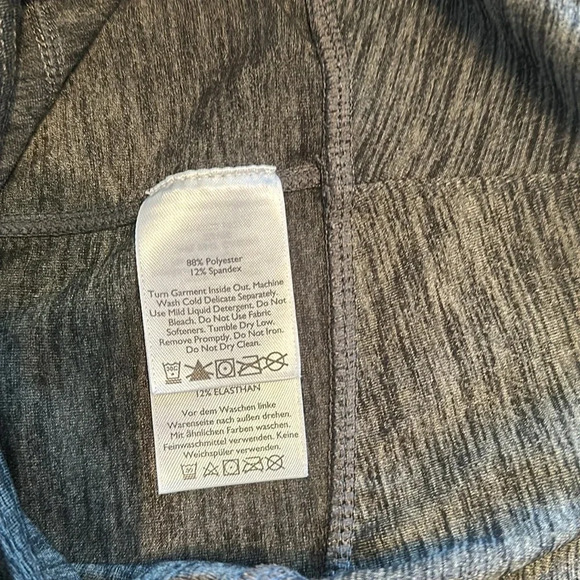 88% Polyester
12% Spandex
Turn Garment Inside Out. Machine
Wash Cold Delicate Separately.
Use Mild Liquid Detergent. Do Not
Bleach. Do Not Use Fabric
Softeners. Tumble Dry Low.
Remove Promptly. Do Not Iron.
Do Not Dry Clean.
12% ELASTHAN
Vor dem Waschen linke
Warenseite nach außen drehen.
Mit ähnlichen Farben waschen.
Feinwaschmittel verwenden. Keine
Weichspüler verwenden.